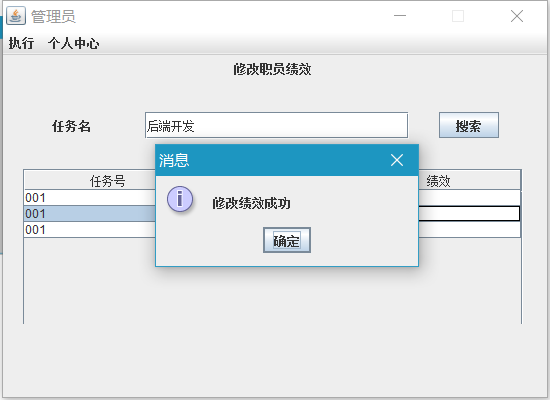 管理员
执行 个人中心
修改职员绩效
任务名 后端开发 搜索
消息
修改绩效成功
确定
任务号 绩效
001
001
001